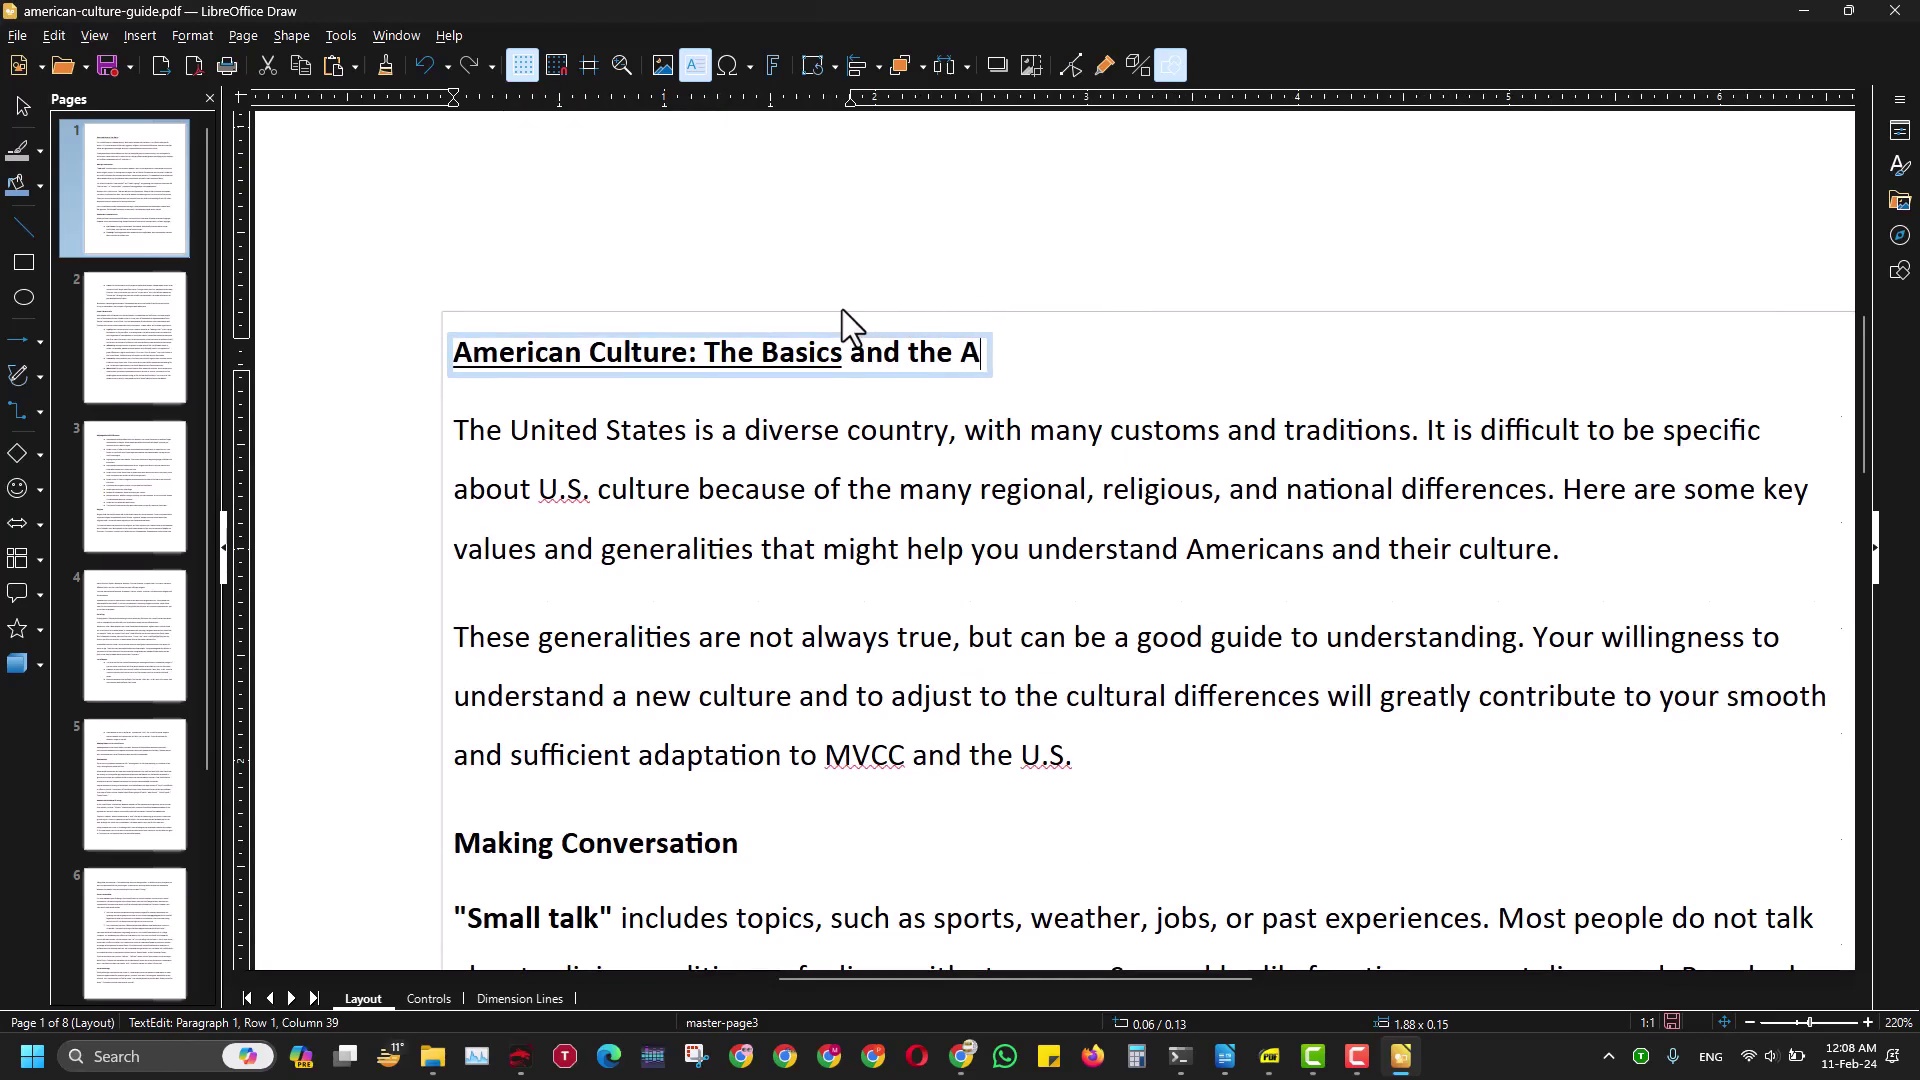 american-culture-guide.pdf — LibreOffice Draw
File Edit View Insert Format Page Shape Tools Window Help
Pages
1
2
3
4
5
6
1 2 3 4 5 6
American Culture: The Basics and the A
The United States is a diverse country, with many customs and traditions. It is difficult to be specific
about U.S. culture because of the many regional, religious, and national differences. Here are some key
values and generalities that might help you understand Americans and their culture.
These generalities are not always true, but can be a good guide to understanding. Your willingness to
understand a new culture and to adjust to the cultural differences will greatly contribute to your smooth
and sufficient adaptation to MVCC and the U.S.
Making Conversation
"Small talk" includes topics, such as sports, weather, jobs, or past experiences. Most people do not talk
Layout Controls Dimension Lines
Page 1 of 8 (Layout) TextEdit: Paragraph 1, Row 1, Column 39 master-page3 0.06 / 0.13 1.88 x 0.15 1:1 220%
Search PRE 11° ENG 12:08 AM
11-Feb-24